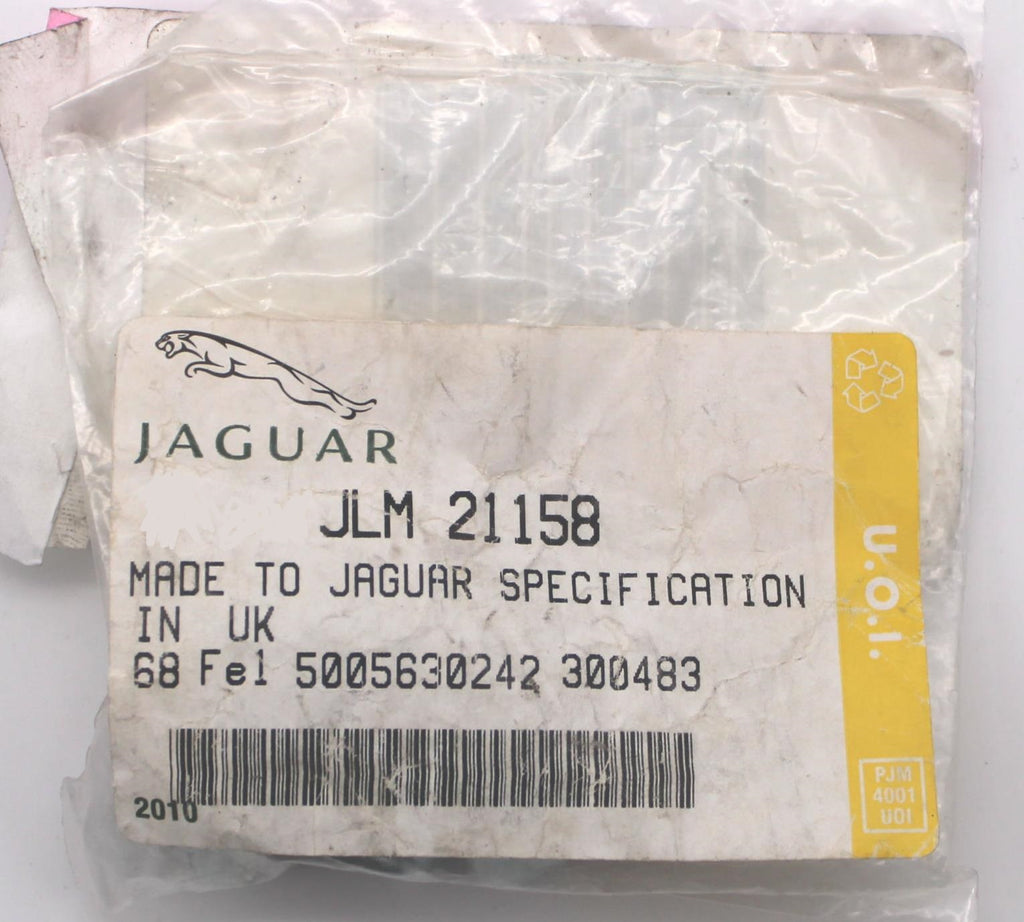 JAGUAR
JLM 21158
MADE TO JAGUAR SPECIFICATION
IN UK
68 Fel 5005630242 300483
2010
U.O.I.
PJM
4001
UOI